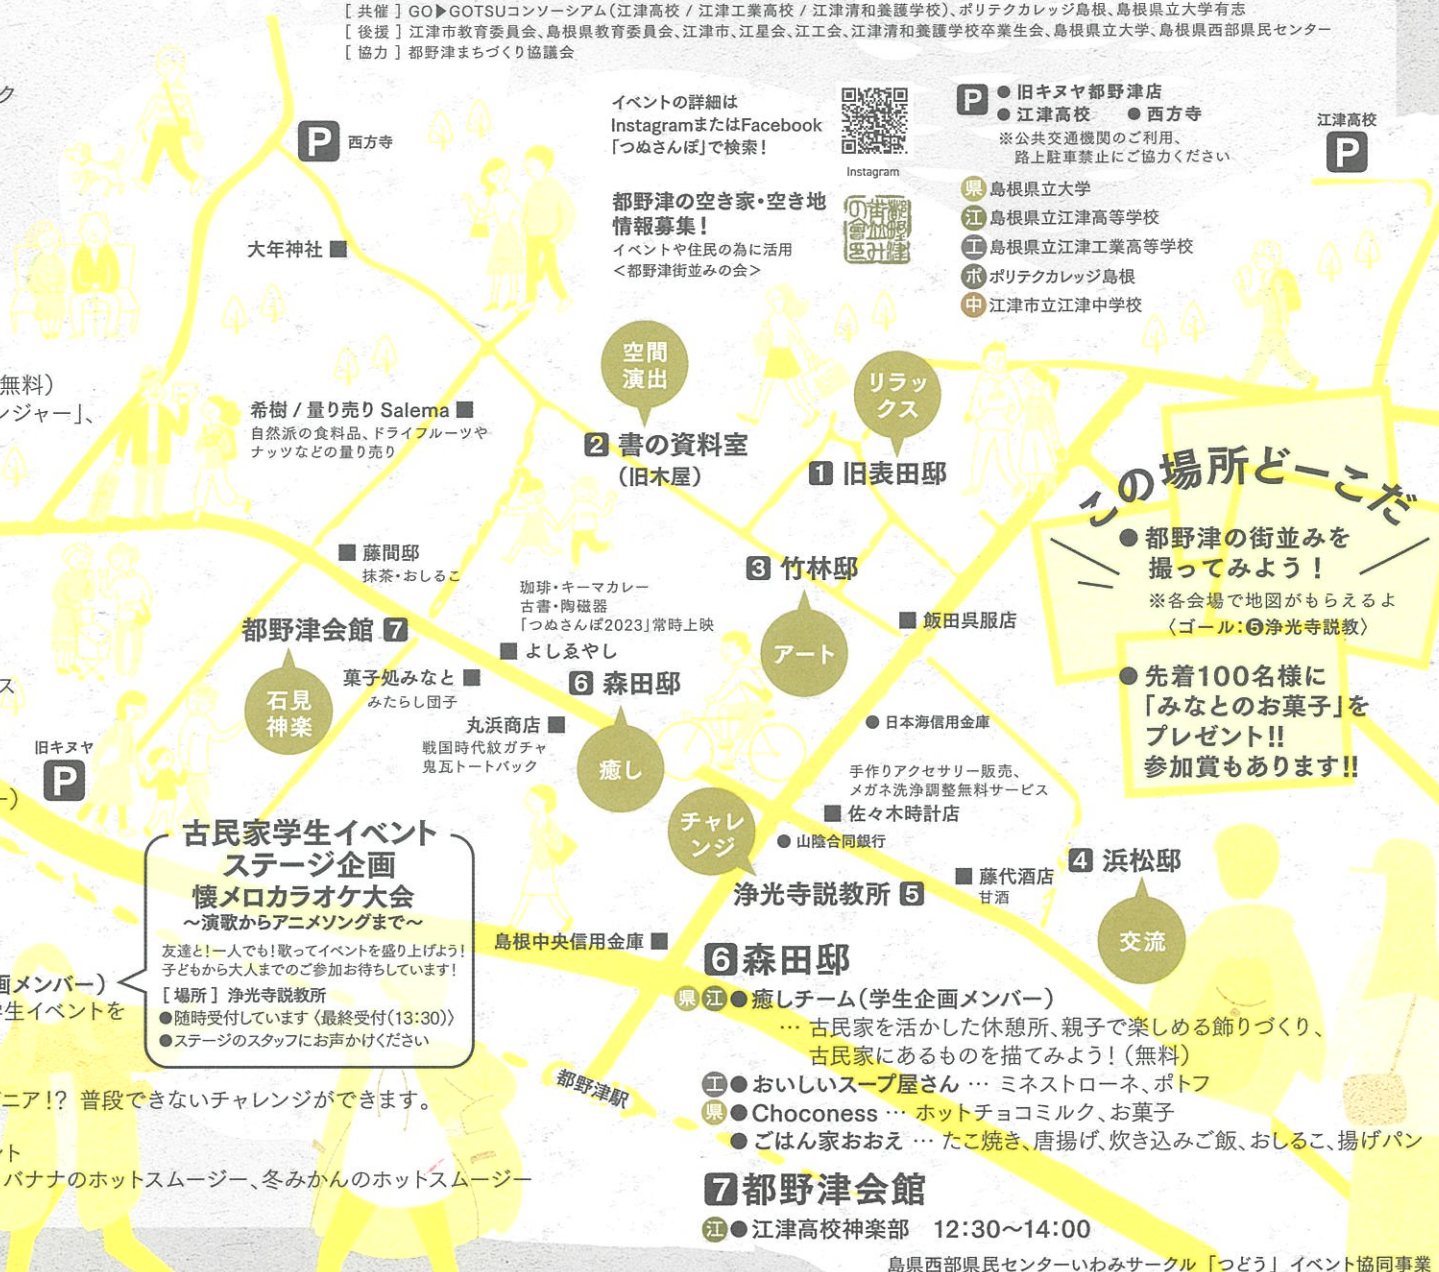 [ 共催 ] GO▶GOTSUコンソーシアム(江津高校 / 江津工業高校 / 江津清和養護学校)、ポリテクカレッジ島根、島根県立大学有志
[ 後援 ] 江津市教育委員会、島根県教育委員会、江津市、江星会、江工会、江津清和養護学校卒業生会、島根県立大学、島根県西部県民センター
[ 協力 ] 都野津まちづくり協議会
ク
イベントの詳細は
InstagramまたはFacebook
「つぬさんぽ」で検索!
Instagram
都野津の空き家・空き地
情報募集!
イベントや住民の為に活用
<都野津街並みの会>
P ●旧キヌヤ都野津店
●江津高校 ●西方寺
※公共交通機関のご利用、
路上駐車禁止にご協力ください
県 島根県立大学
江 島根県立江津高等学校
工 島根県立江津工業高等学校
ポ ポリテクカレッジ島根
中 江津市立江津中学校
江津高校
P
P 西方寺
大年神社 ■
無料)
ンジャー」、
希樹 / 量り売り Salema ■
自然派の食料品、ドライフルーツや
ナッツなどの量り売り
空間
演出
2 書の資料室
(旧木屋)
リラッ
クス
1 旧表田邸
この場所どーこだ
●都野津の街並みを
撮ってみよう!
※各会場で地図がもらえるよ
〈ゴール:5浄光寺説教〉
●先着100名様に
「みなとのお菓子」を
プレゼント!!
参加賞もあります!!
■ 藤間邸
抹茶・おしるこ
3 竹林邸
アート
■ 飯田呉服店
珈琲・キーマカレー
古書・陶磁器
「つぬさんぽ2023」常時上映
■ よしゑやし
都野津会館 7
石見
神楽
菓子処みなと ■
みたらし団子
6 森田邸
癒し
丸浜商店 ■
戦国時代紋ガチャ
鬼瓦トートバック
● 日本海信用金庫
ス
旧キヌヤ
P
ー)
手作りアクセサリー販売、
メガネ洗浄調整無料サービス
■ 佐々木時計店
チャレ
ンジ
● 山陰合同銀行
浄光寺説教所 5
■ 藤代酒店
甘酒
4 浜松邸
交流
古民家学生イベント
ステージ企画
懐メロカラオケ大会
〜演歌からアニメソングまで〜
友達と!一人でも!歌ってイベントを盛り上げよう!
子どもから大人までのご参加お待ちしています!
[ 場所 ] 浄光寺説教所
●随時受付しています〈最終受付(13:30)〉
●ステージのスタッフにお声かけください
島根中央信用金庫 ■
都野津駅
画メンバー)
学生イベントを
ニア!? 普段できないチャレンジができます。
ント
バナナのホットスムージー、冬みかんのホットスムージー
6 森田邸
県 江 ●癒しチーム(学生企画メンバー)
… 古民家を活かした休憩所、親子で楽しめる飾りづくり、
古民家にあるものを描てみよう!(無料)
工 ●おいしいスープ屋さん … ミネストローネ、ポトフ
県 ●Choconess … ホットチョコミルク、お菓子
●ごはん家おおえ … たこ焼き、唐揚げ、炊き込みご飯、おしるこ、揚げパン
7 都野津会館
江 ●江津高校神楽部 12:30〜14:00
島県西部県民センターいわみサークル「つどう」イベント協同事業